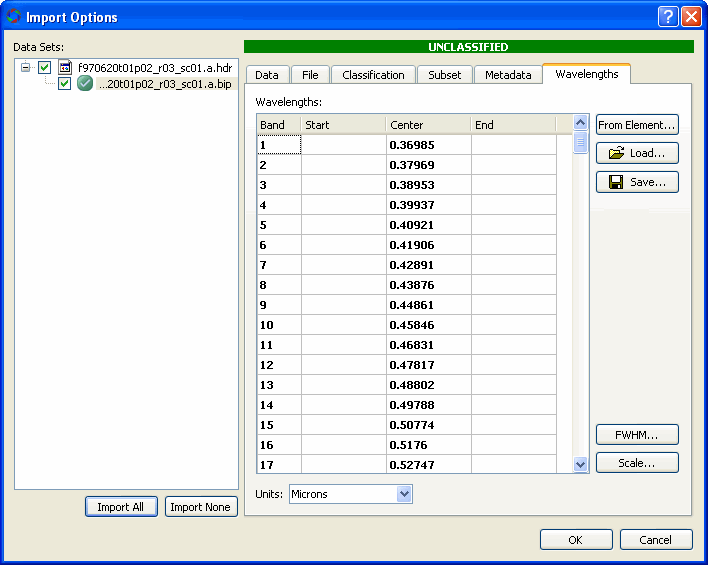 Import Options
Data Sets:
f970620t01p02_r03_sc01.a.hdr
...20t01p02_r03_sc01.a.bip
Import All
Import None
UNCLASSIFIED
Data File Classification Subset Metadata Wavelengths
Wavelengths:
Band Start Center End
1 0.36985
2 0.37969
3 0.38953
4 0.39937
5 0.40921
6 0.41906
7 0.42891
8 0.43876
9 0.44861
10 0.45846
11 0.46831
12 0.47817
13 0.48802
14 0.49788
15 0.50774
16 0.5176
17 0.52747
From Element...
Load...
Save...
FWHM...
Scale...
Units: Microns
OK
Cancel